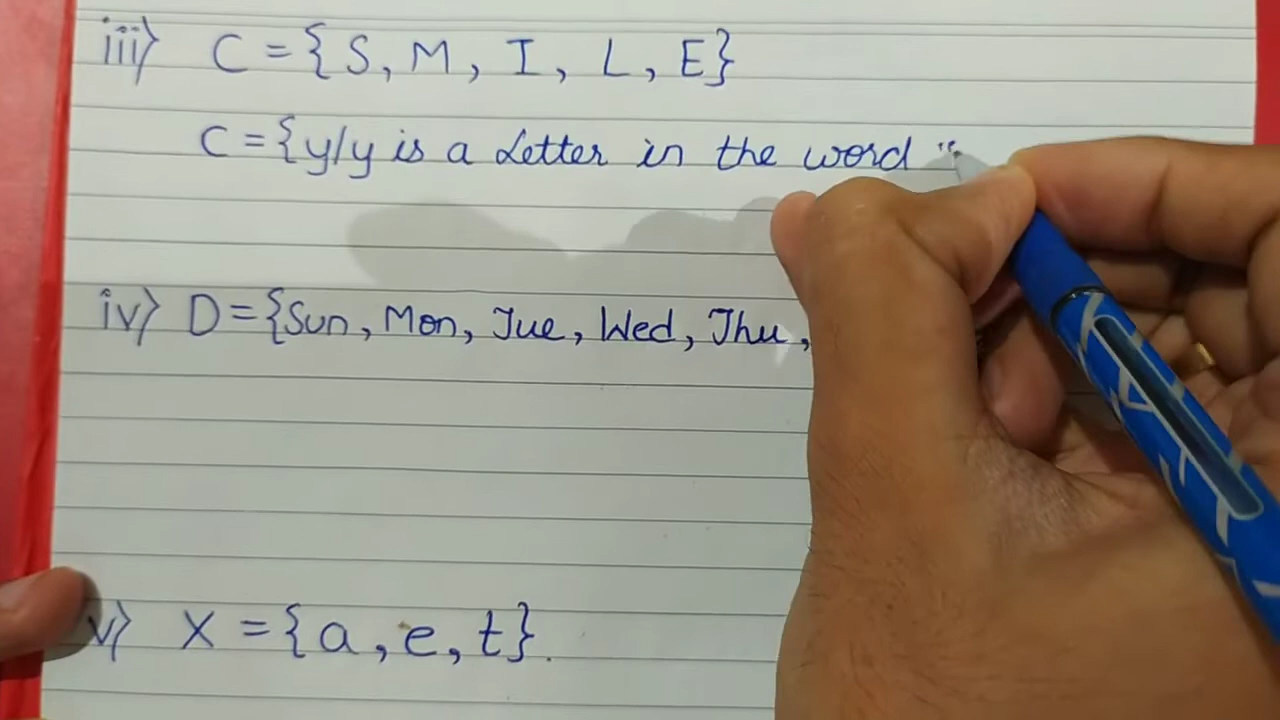 iii) C = {S, M, I, L, E}
C = {y/y is a Letter in the word "
iv) D = {Sun, Mon, Tue, Wed, Thu,
v) X = {a, e, t}.